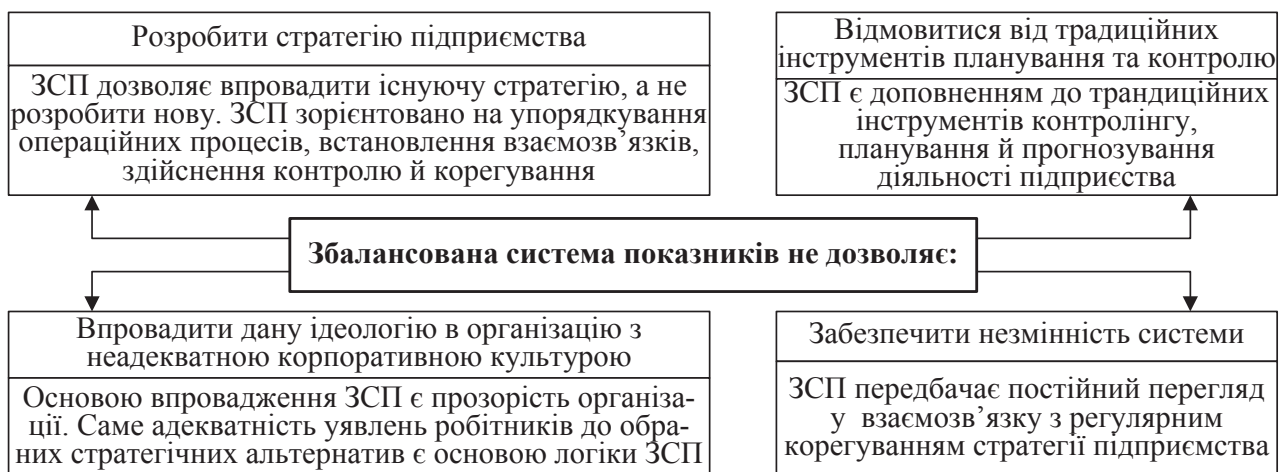 Розробити стратегію підприємства
ЗСП дозволяє впровадити існуючу стратегію, а не
розробити нову. ЗСП зорієнтовано на упорядкування
операційних процесів, встановлення взаємозв’язків,
здійснення контролю й корегування
Відмовитися від традиційних
інструментів планування та контролю
ЗСП є доповненням до трандиційних
інструментів контролінгу,
планування й прогнозування
діяльності підприєства
Збалансована система показників не дозволяє:
Впровадити дану ідеологію в організацію з
неадекватною корпоративною культурою
Основою впровадження ЗСП є прозорість організа-
ції. Саме адекватність уявлень робітників до обра-
них стратегічних альтернатив є основою логіки ЗСП
Забезпечити незмінність системи
ЗСП передбачає постійний перегляд
у взаємозв’язку з регулярним
корегуванням стратегії підприємства